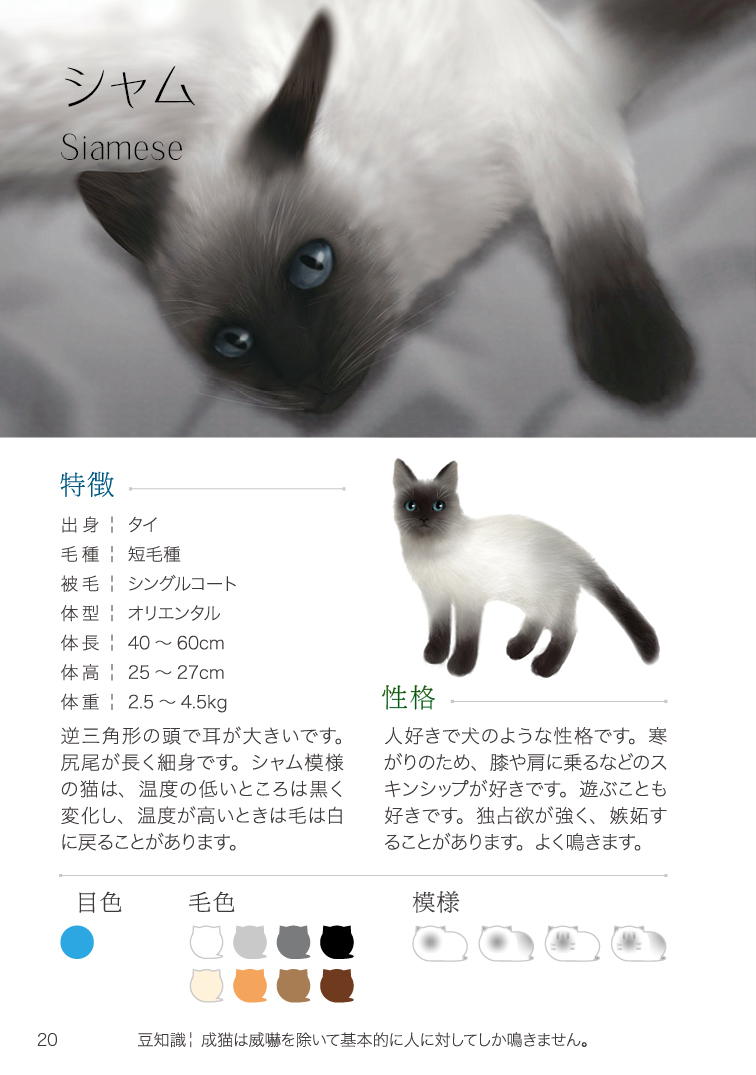 シャム
Siamese
特徴
出身¦ タイ
毛種¦ 短毛種
被毛¦ シングルコート
体型¦ オリエンタル
体長¦ 40 ～ 60cm
体高¦ 25 ～ 27cm
体重¦ 2.5 ～ 4.5kg
逆三角形の頭で耳が大きいです。
尻尾が長く細身です。シャム模様
の猫は、温度の低いところは黒く
変化し、温度が高いときは毛は白
に戻ることがあります。
性格
人好きで犬のような性格です。寒
がりのため、膝や肩に乗るなどのス
キンシップが好きです。遊ぶことも
好きです。独占欲が強く、嫉妬す
ることがあります。よく鳴きます。
目色
毛色
模様
20
豆知識¦ 成猫は威嚇を除いて基本的に人に対してしか鳴きません。